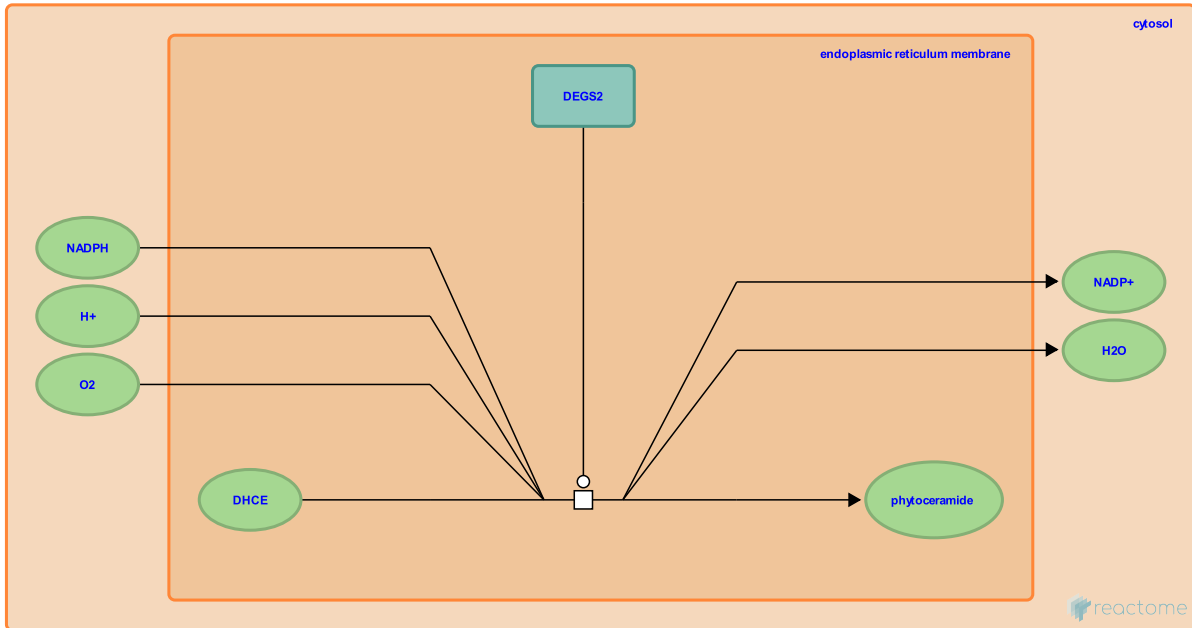 cytosol
endoplasmic reticulum membrane
DEGS2
NADPH
NADP+
H+
H2O
O2
DHCE
phytoceramide
reactome